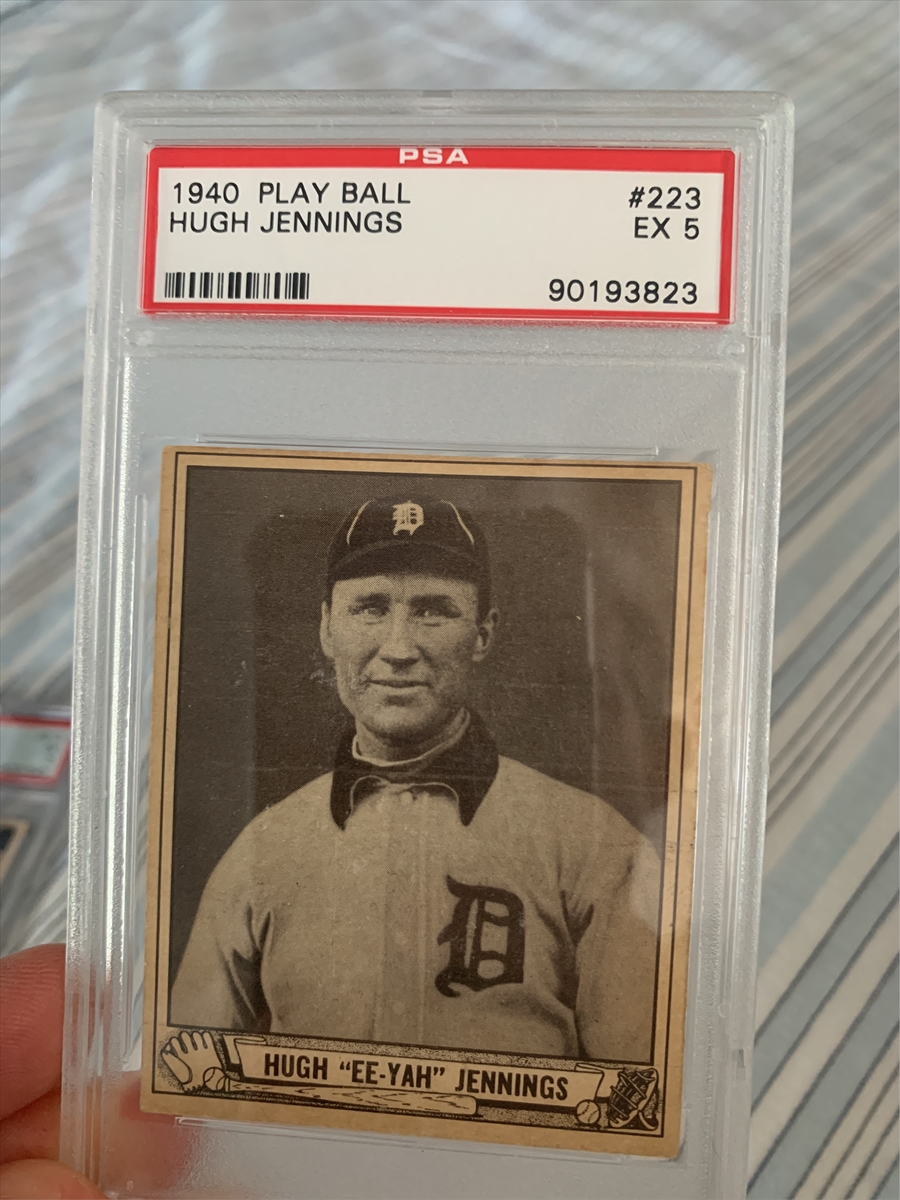 PSA
1940 PLAY BALL #223
HUGH JENNINGS EX 5
90193823
D
D
HUGH "EE-YAH" JENNINGS